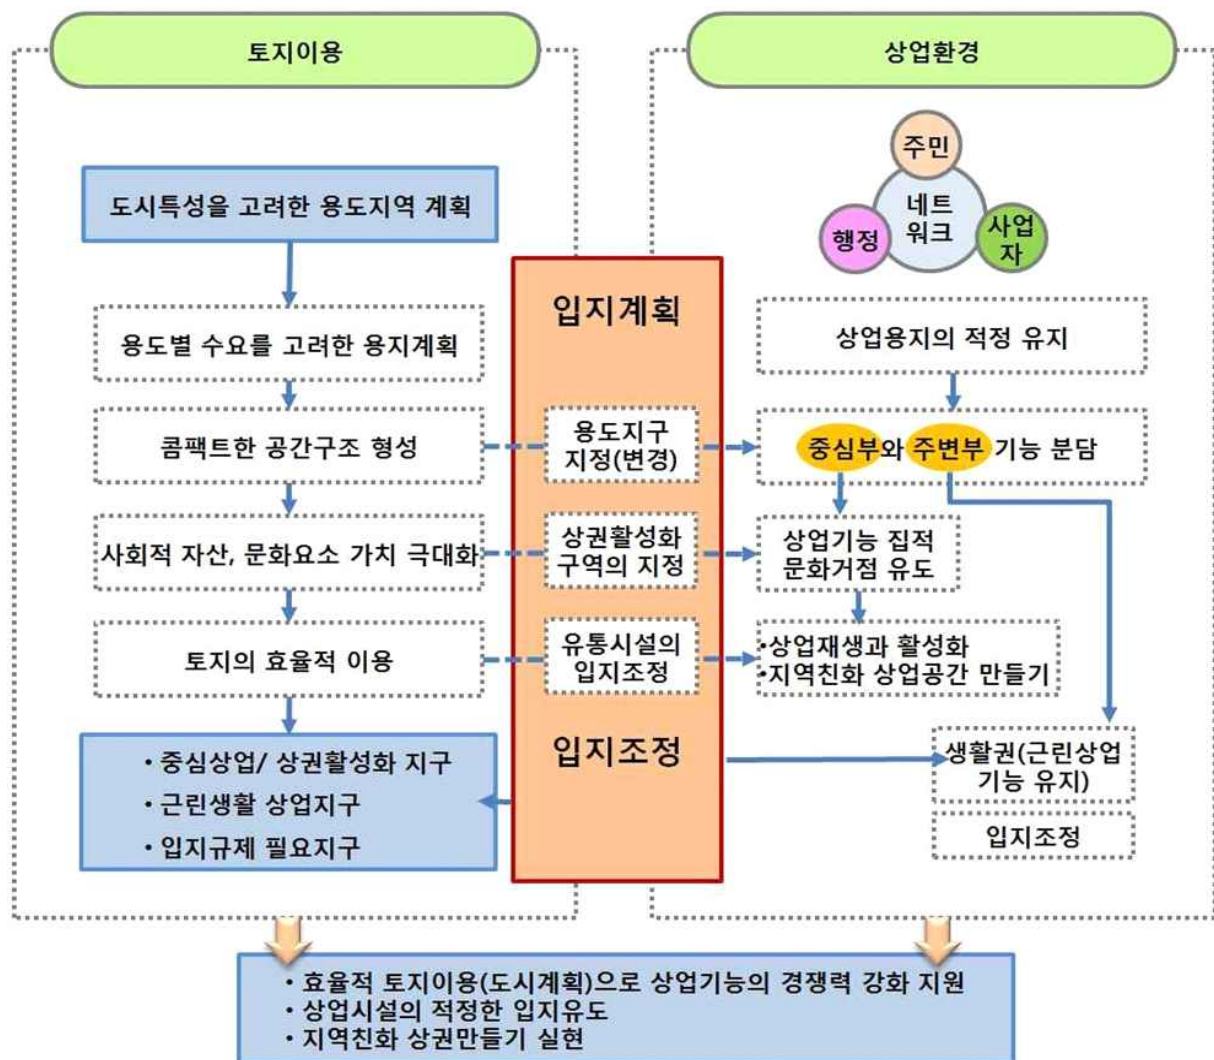 토지이용
도시특성을 고려한 용도지역 계획
용도별 수요를 고려한 용지계획
콤팩트한 공간구조 형성
사회적 자산, 문화요소 가치 극대화
토지의 효율적 이용
• 중심상업/ 상권활성화 지구
• 근린생활 상업지구
• 입지규제 필요지구
입지계획
용도지구
지정(변경)
상권활성화
구역의 지정
유통시설의
입지조정
입지조정
상업환경
주민
네트
워크
행정
사업
자
상업용지의 적정 유지
중심부와 주변부 기능 분담
상업기능 집적
문화거점 유도
•상업재생과 활성화
•지역친화 상업공간 만들기
생활권(근린상업
기능 유지)
입지조정
• 효율적 토지이용(도시계획)으로 상업기능의 경쟁력 강화 지원
• 상업시설의 적정한 입지유도
• 지역친화 상권만들기 실현